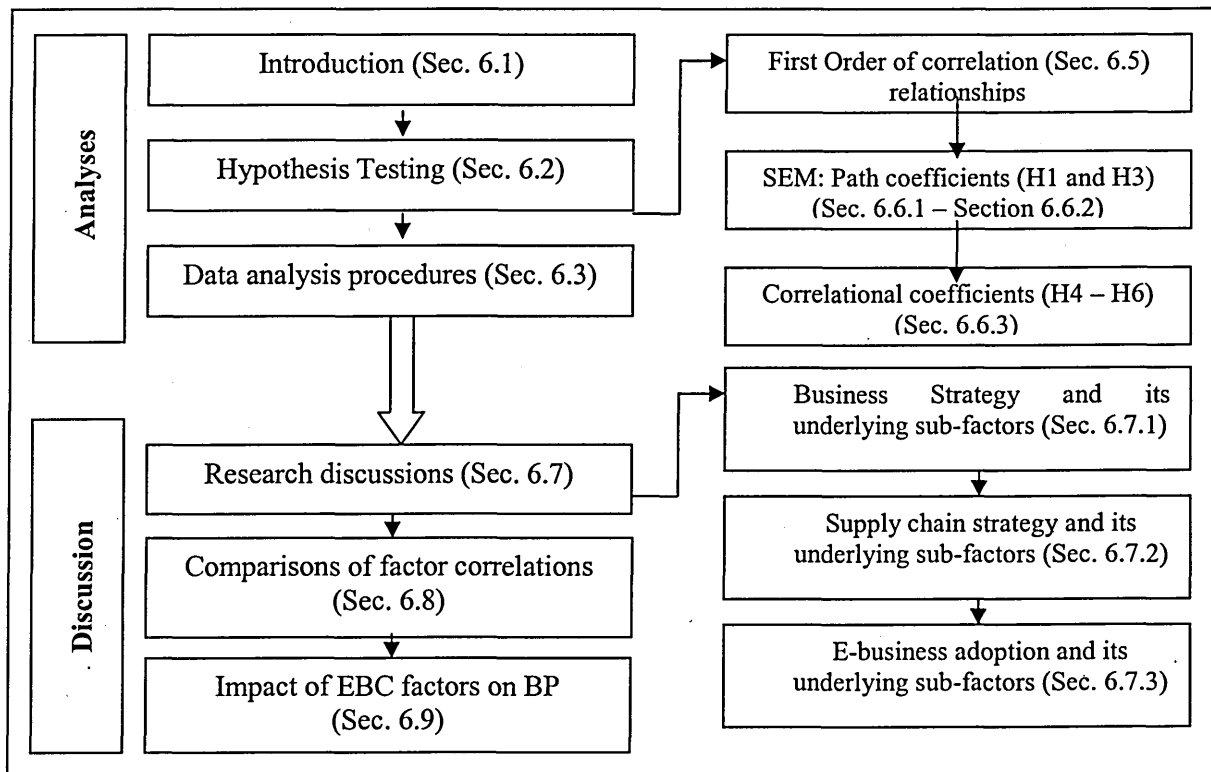 Analyses
Introduction (Sec. 6.1)
Hypothesis Testing (Sec. 6.2)
Data analysis procedures (Sec. 6.3)
First Order of correlation (Sec. 6.5)
relationships
SEM: Path coefficients (H1 and H3)
(Sec. 6.6.1 – Section 6.6.2)
Correlational coefficients (H4 – H6)
(Sec. 6.6.3)
Discussion
Research discussions (Sec. 6.7)
Comparisons of factor correlations
(Sec. 6.8)
Impact of EBC factors on BP
(Sec. 6.9)
Business Strategy and its
underlying sub-factors (Sec. 6.7.1)
Supply chain strategy and its
underlying sub-factors (Sec. 6.7.2)
E-business adoption and its
underlying sub-factors (Sec. 6.7.3)